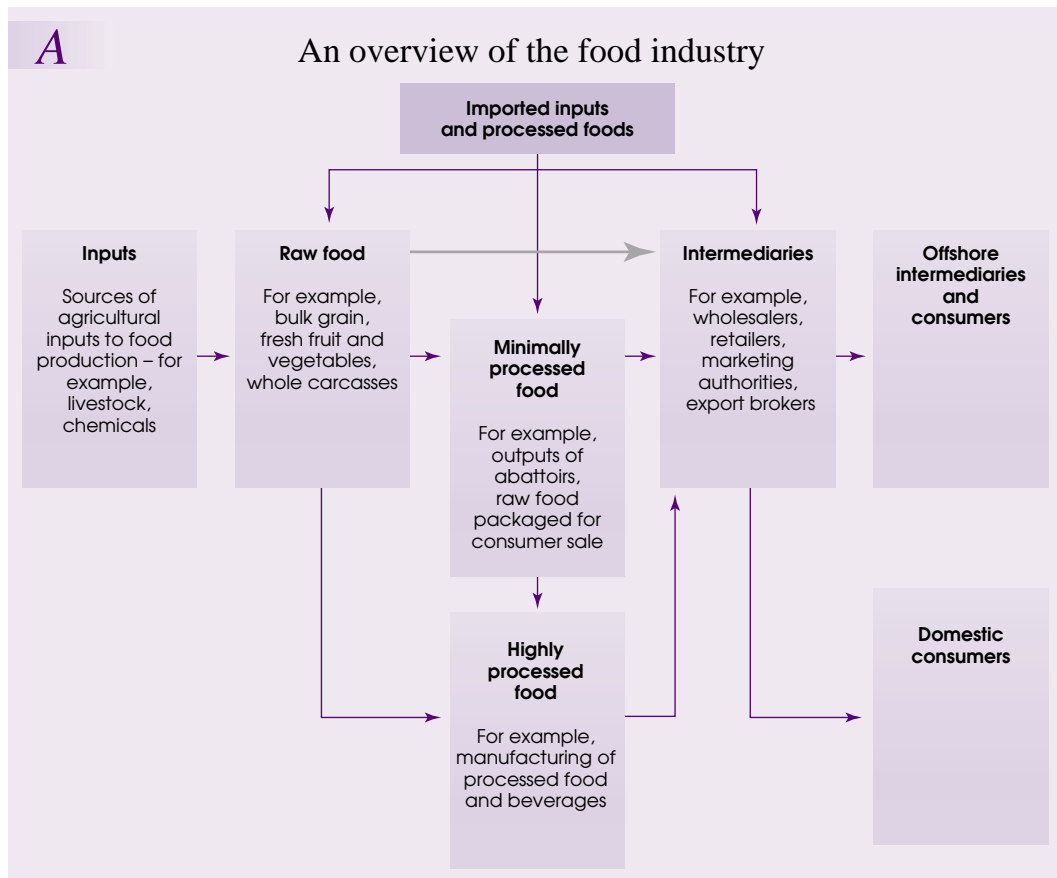 A
An overview of the food industry
Imported inputs
and processed foods
Inputs
Sources of
agricultural
inputs to food
production – for
example,
livestock,
chemicals
Raw food
For example,
bulk grain,
fresh fruit and
vegetables,
whole carcasses
Minimally
processed
food
For example,
outputs of
abattoirs,
raw food
packaged for
consumer sale
Highly
processed
food
For example,
manufacturing of
processed food
and beverages
Intermediaries
For example,
wholesalers,
retailers,
marketing
authorities,
export brokers
Offshore
intermediaries
and
consumers
Domestic
consumers